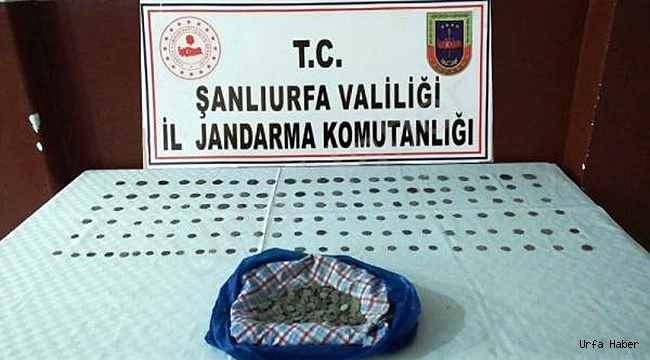 T.C.
ŞANLIURFA VALİLİĞİ
İL JANDARMA KOMUTANLIĞI
Urfa Haber